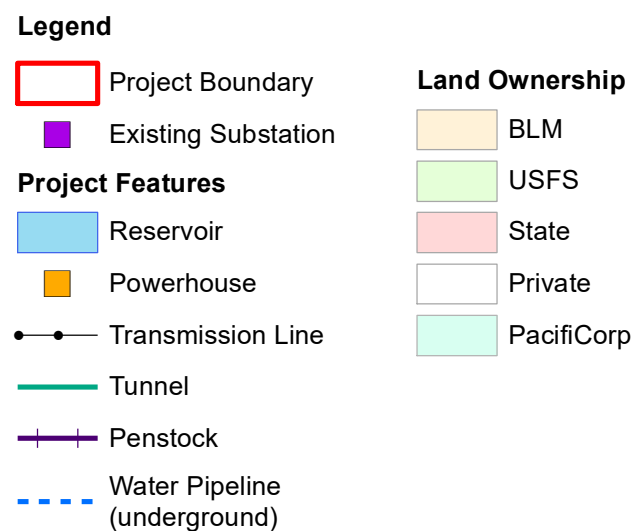 Legend
Project Boundary
Existing Substation
Project Features
Reservoir
Powerhouse
Transmission Line
Tunnel
Penstock
Water Pipeline
(underground)
Land Ownership
BLM
USFS
State
Private
PacifiCorp